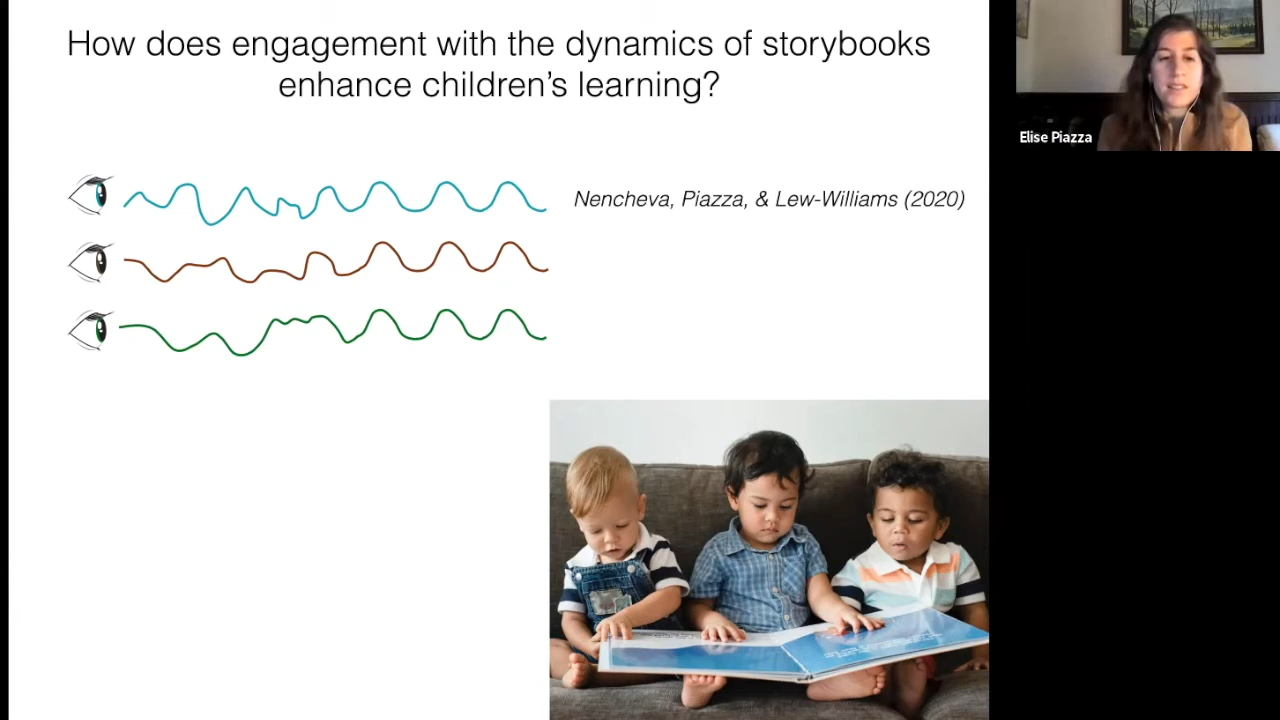 How does engagement with the dynamics of storybooks
enhance children’s learning?
Elise Piazza
Nencheva, Piazza, & Lew-Williams (2020)